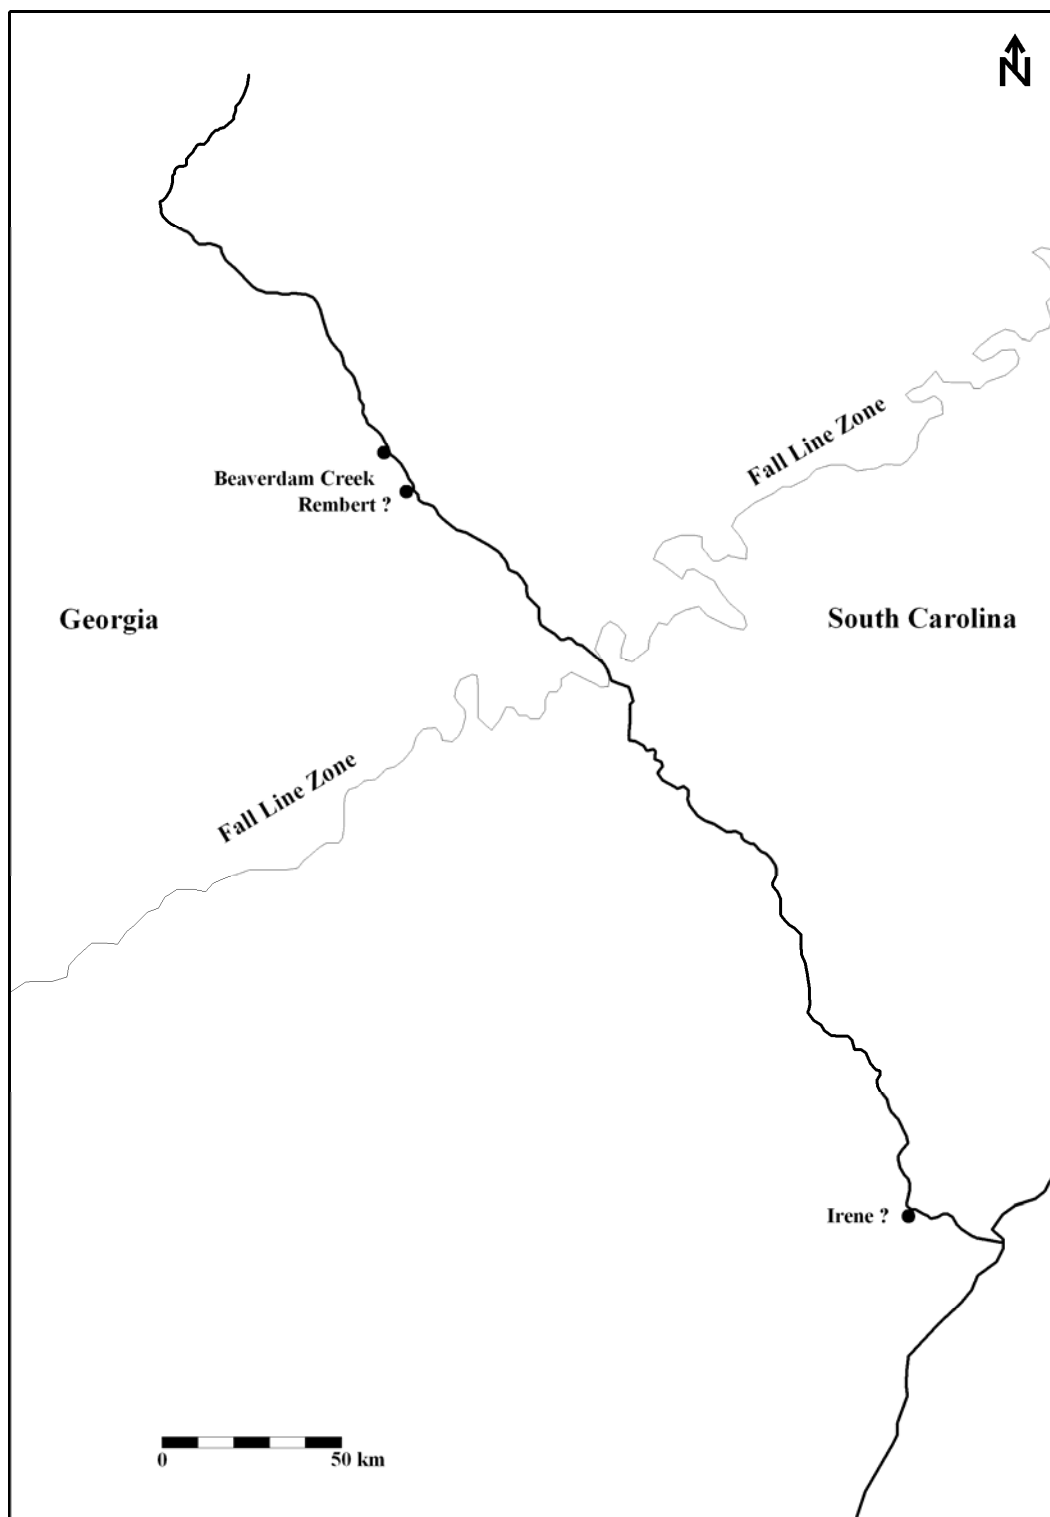 N
Fall Line Zone
Beaverdam Creek
Rembert ?
Georgia
South Carolina
Fall Line Zone
Irene ?
0 50 km